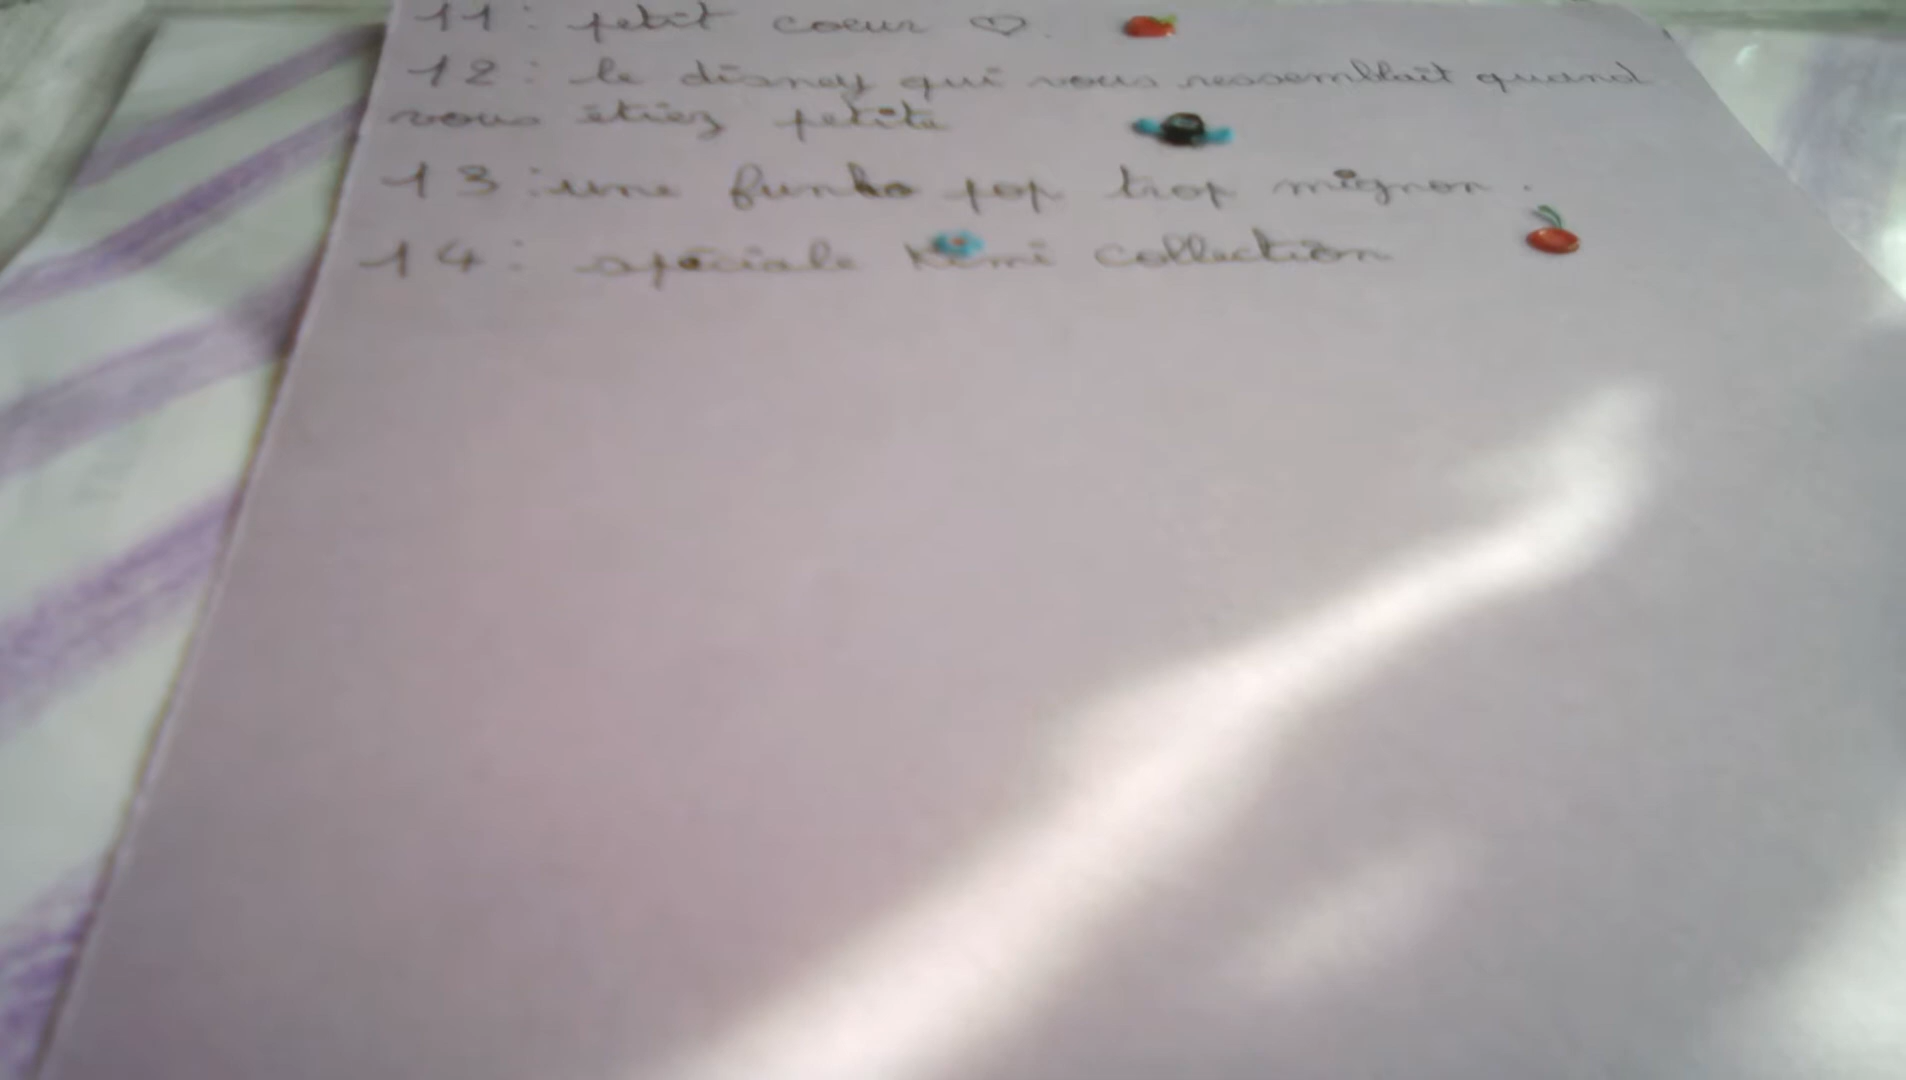 11 : petit coeur ♡.
12 : le disney qui vous ressemblait quand
vous étiez petite
13 : une funko pop trop mignon.
14 : spéciale Kimi collection